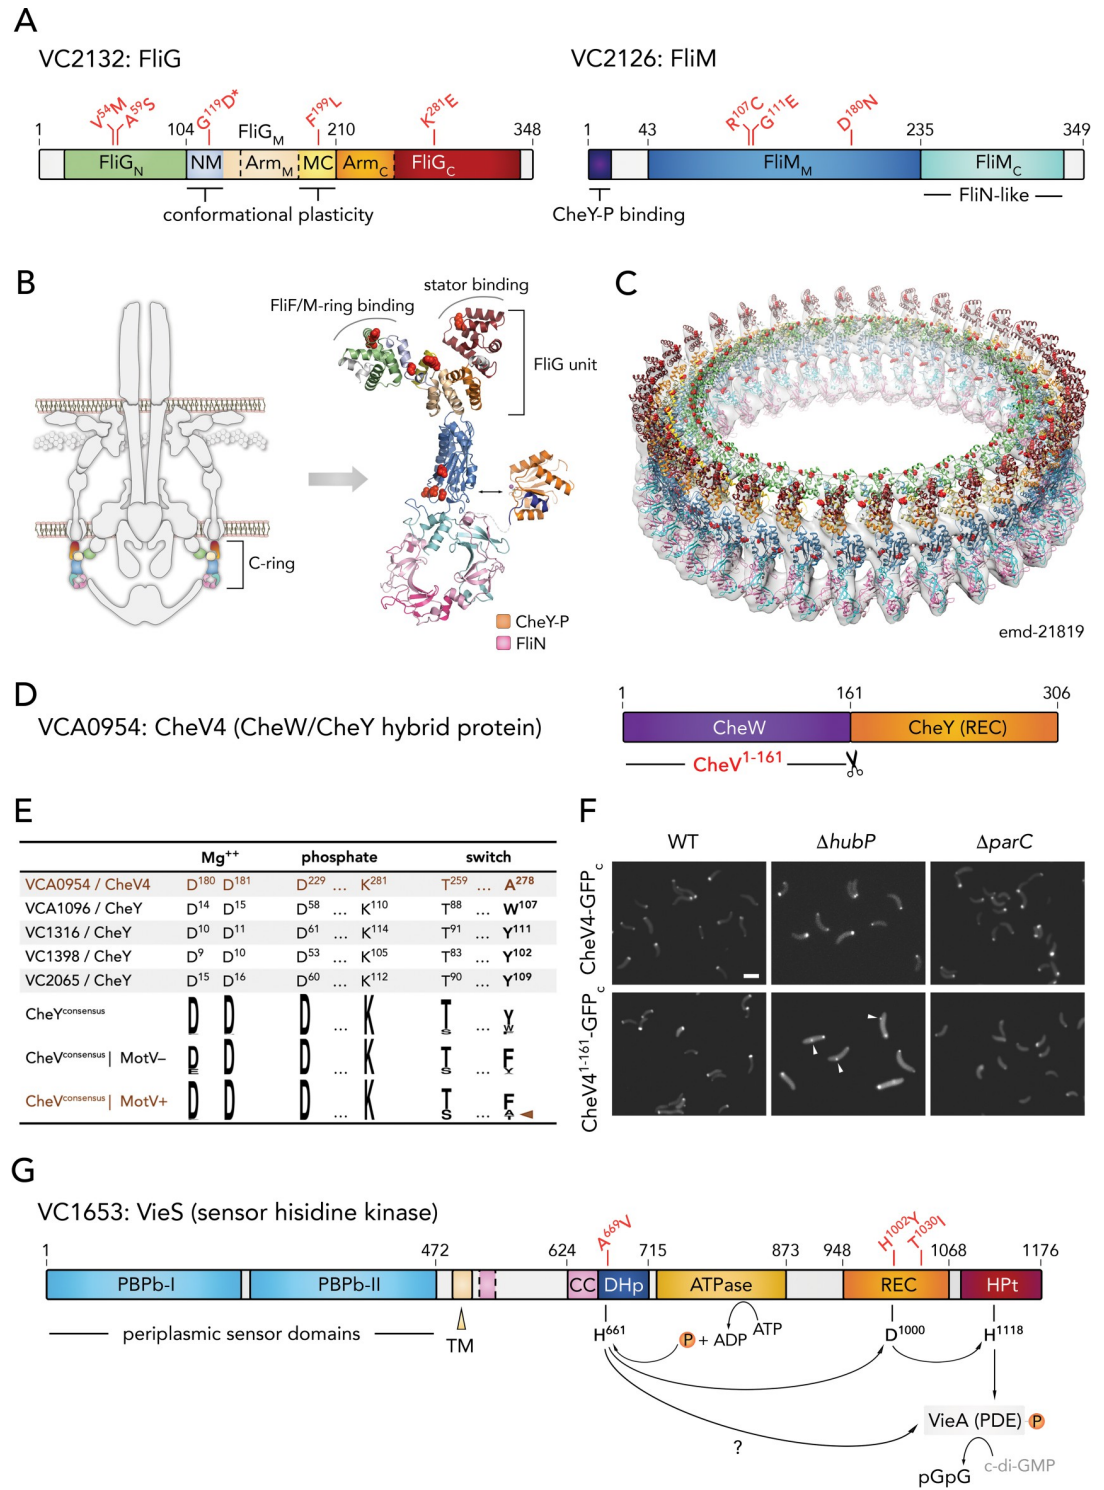 A
VC2132: FliG
VC2126: FliM
V54M A59S G119D* F199L K281E
R107C G111E D180N
1 104 FliGM 210 348
1 43 235 349
FliGN NM ArmM MC ArmC FliGC
FliMM FliMC
conformational plasticity
CheY-P binding
FliN-like
B
FliF/M-ring binding
stator binding
FliG unit
C-ring
CheY-P
FliN
C
emd-21819
D
VCA0954: CheV4 (CheW/CheY hybrid protein)
1 161 306
CheW CheY (REC)
CheV1-161
E
Mg++ phosphate switch
VCA0954 / CheV4 D180 D181 D229 ... K281 T259 ... A278
VCA1096 / CheY D14 D15 D58 ... K110 T88 ... W107
VC1316 / CheY D10 D11 D61 ... K114 T91 ... Y111
VC1398 / CheY D9 D10 D53 ... K105 T83 ... Y102
VC2065 / CheY D15 D16 D60 ... K112 T90 ... Y109
CheYconsensus D D D ... K T S ... Y W
CheVconsensus | MotV– D E D D ... K T S ... F Y
CheVconsensus | MotV+ D D D ... K T S ... F A
F
WT ΔhubP ΔparC
CheV4-GFPC
CheV41-161-GFPC
G
VC1653: VieS (sensor hisidine kinase)
A669V H1002Y T1030I
1 472 624 715 873 948 1068 1176
PBPb-I PBPb-II CC DHp ATPase REC HPt
periplasmic sensor domains
TM
H661 P + ADP ATP D1000 H1118
VieA (PDE) P
?
c-di-GMP
pGpG